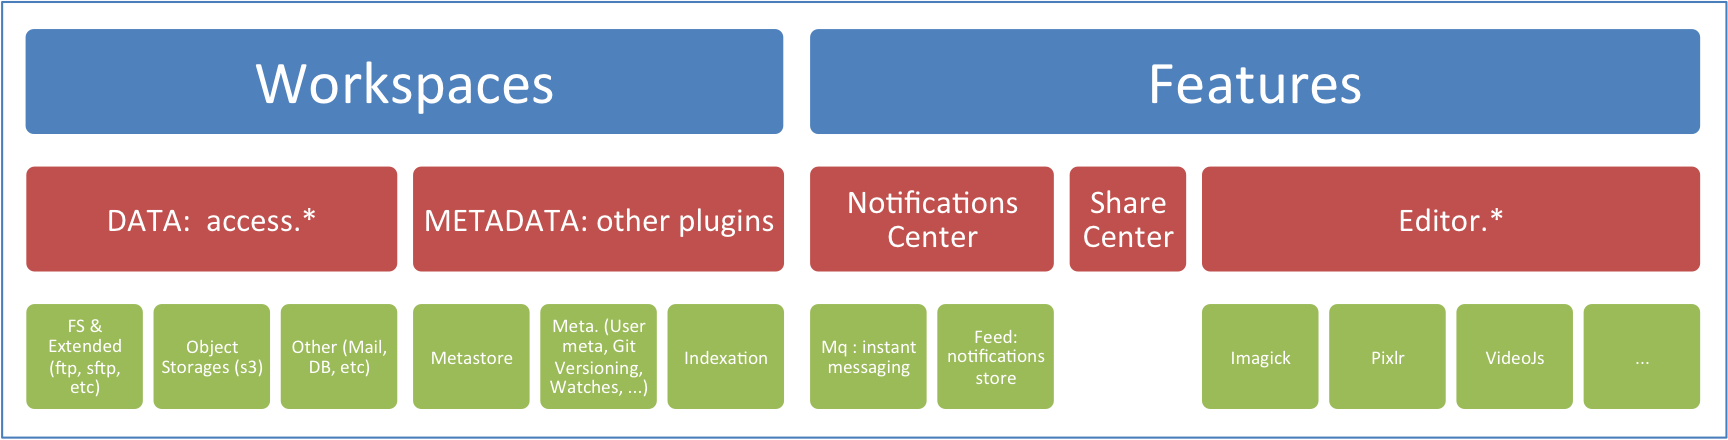 Workspaces
Features
DATA:  access.*
METADATA: other plugins
Notifications
Center
Share
Center
Editor.*
FS &
Extended
(ftp, sftp,
etc)
Object
Storages (s3)
Other (Mail,
DB, etc)
Metastore
Meta. (User
meta, Git
Versioning,
Watches, ...)
Indexation
Mq : instant
messaging
Feed:
notifications
store
Imagick
Pixlr
VideoJs
...